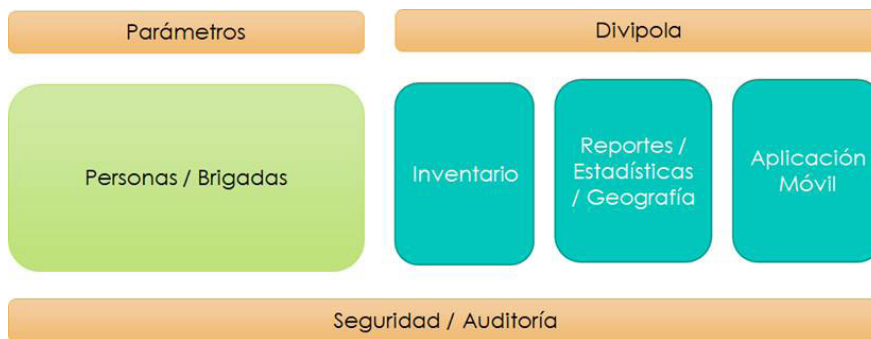 Parámetros
Divipola
Personas / Brigadas
Inventario
Reportes /
Estadísticas
/ Geografía
Aplicación
Móvil
Seguridad / Auditoría